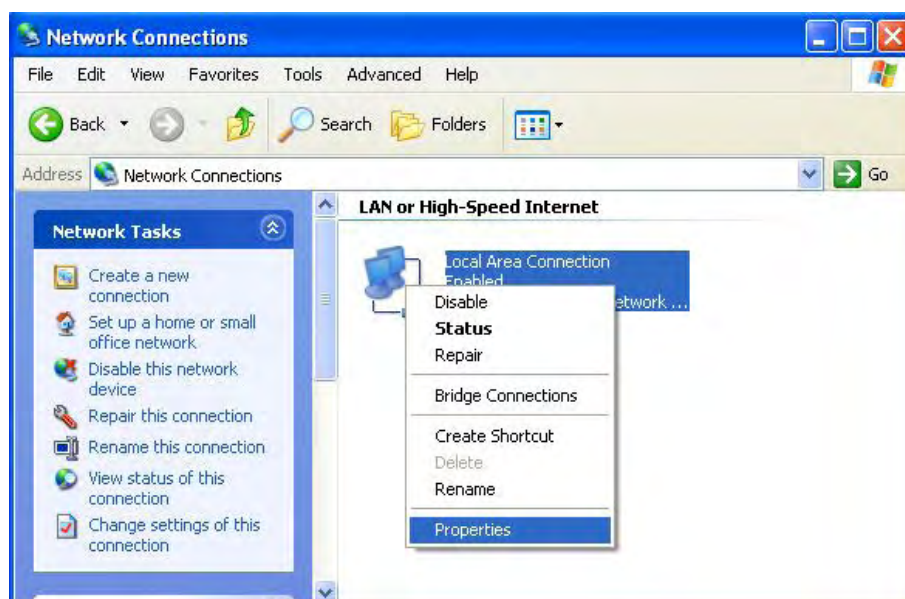 Network Connections
File Edit View Favorites Tools Advanced Help
Back Search Folders
Address Network Connections Go
Network Tasks
Create a new
connection
Set up a home or small
office network
Disable this network
device
Repair this connection
Rename this connection
View status of this
connection
Change settings of this
connection
LAN or High-Speed Internet
Local Area Connection
Enabled
etwork ...
Disable
Status
Repair
Bridge Connections
Create Shortcut
Delete
Rename
Properties